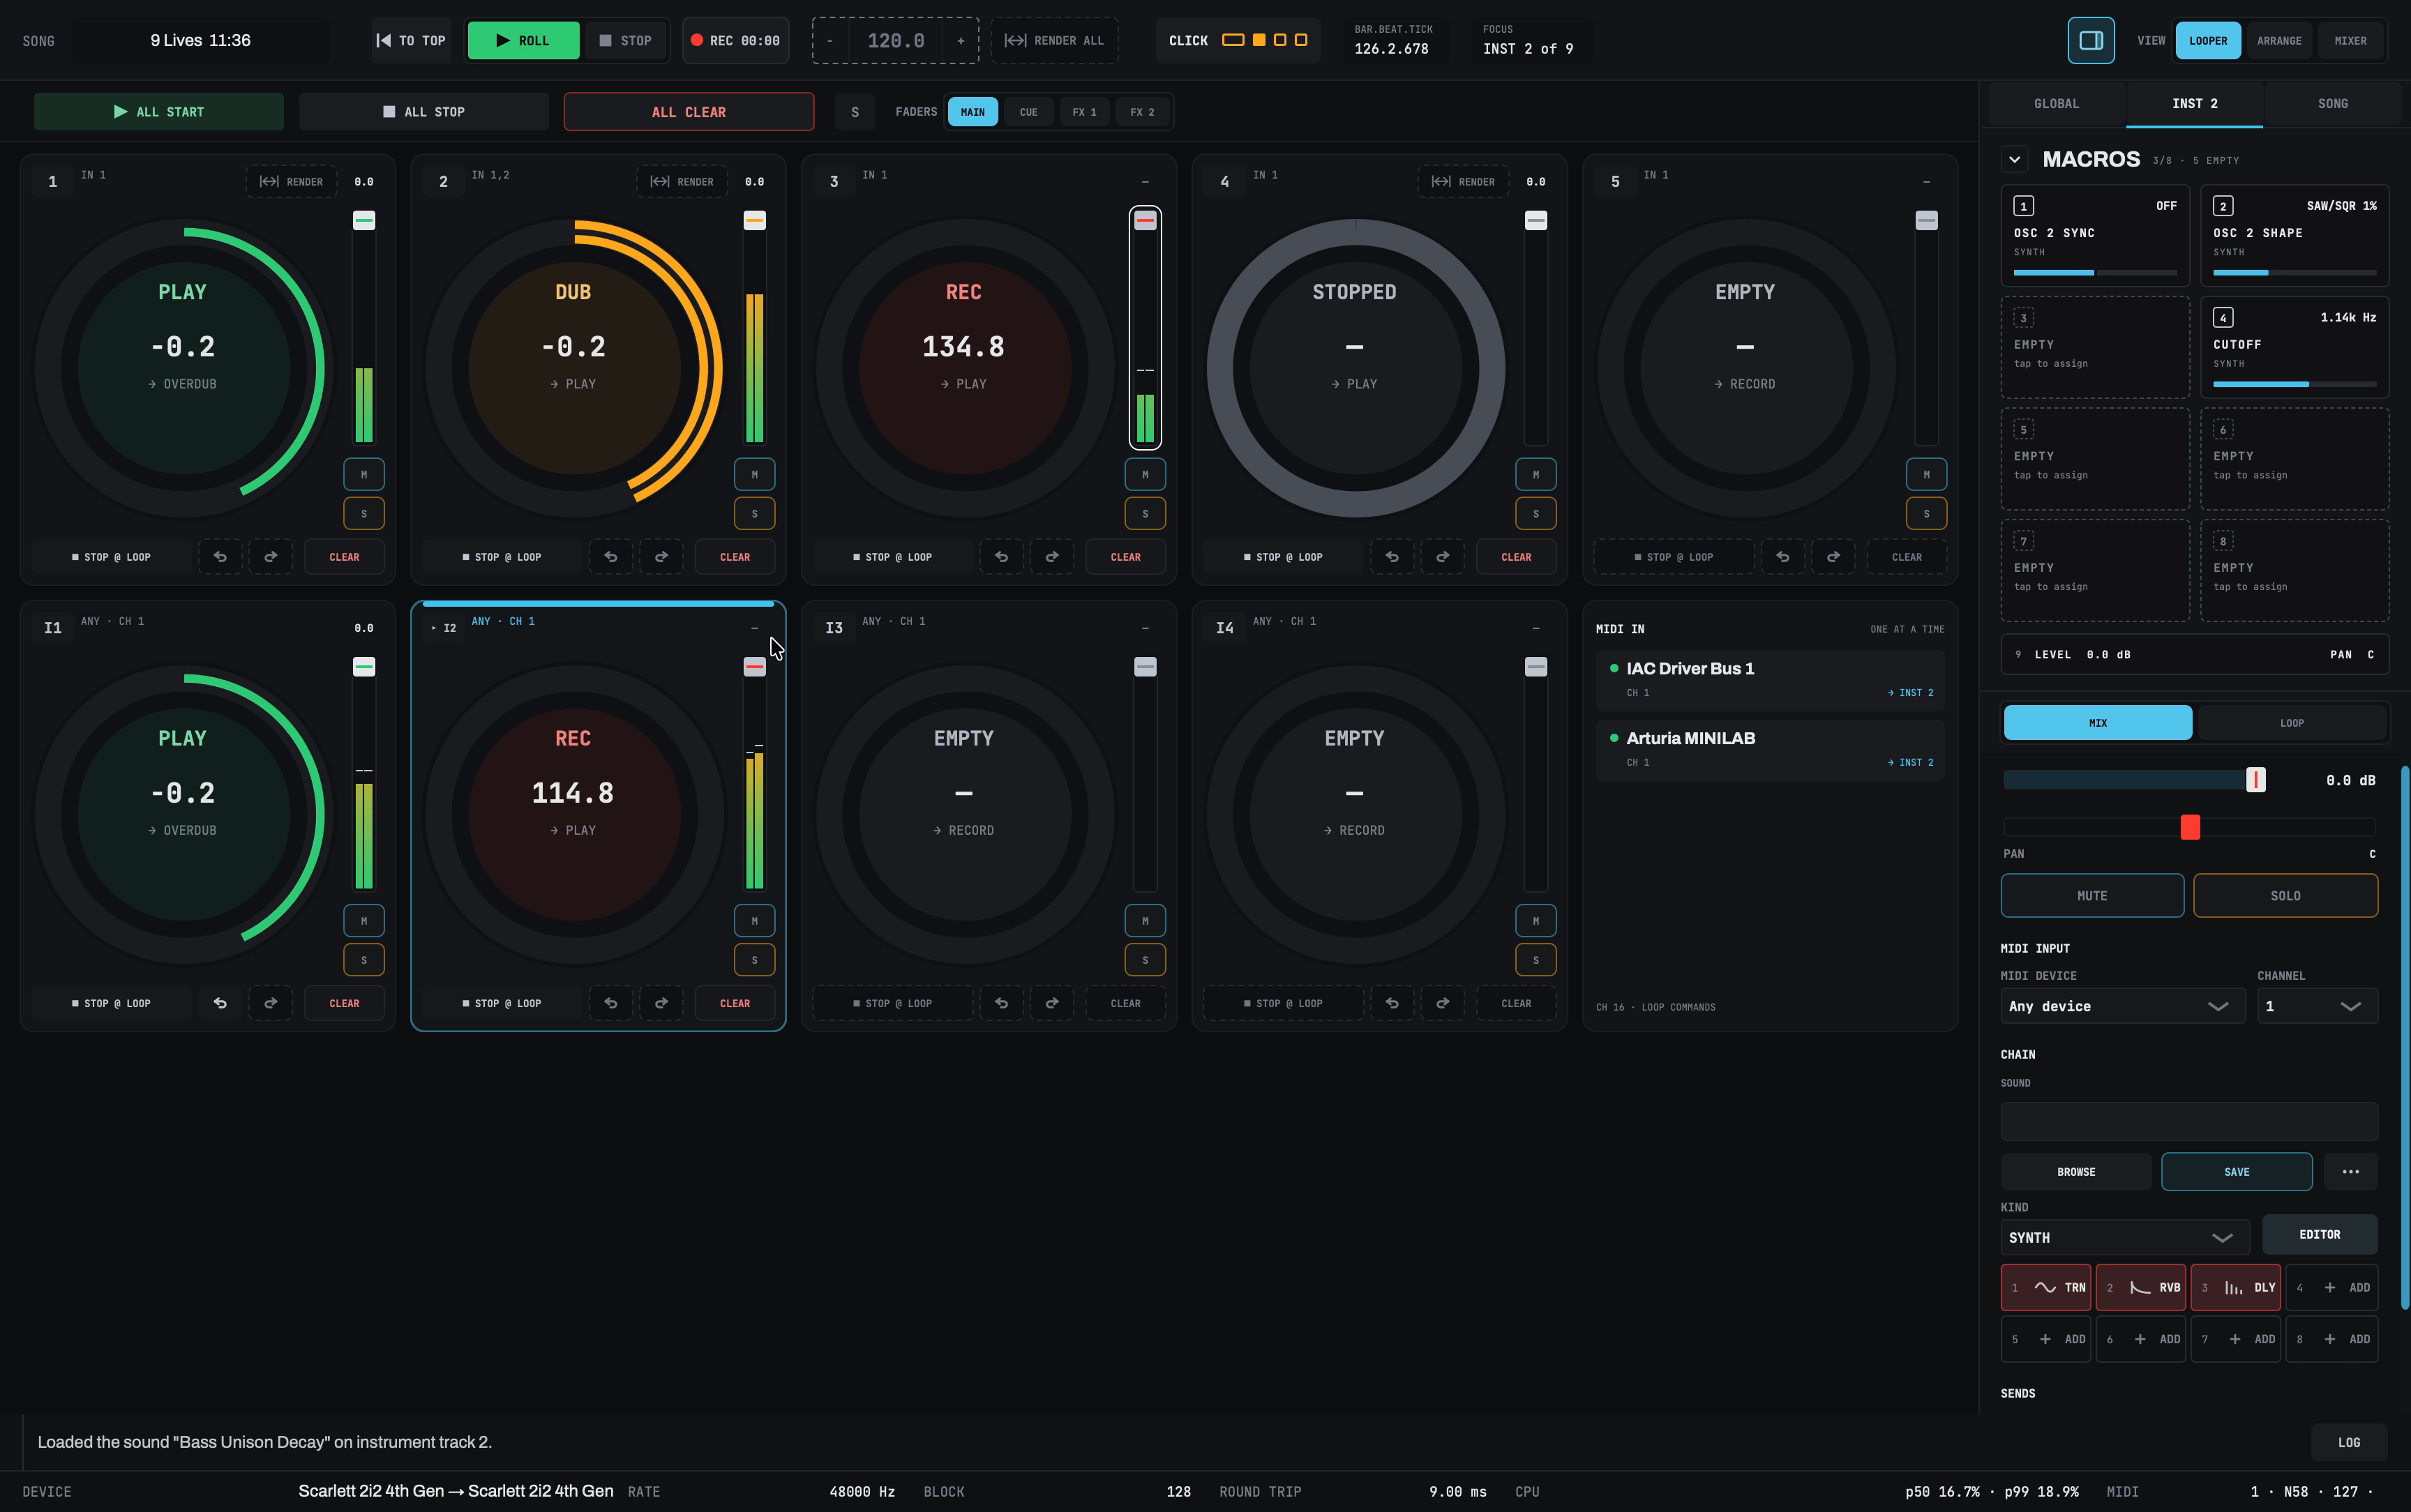 SONG 9 Lives 11:36 TO TOP ROLL STOP REC 00:00 - 120.0 + RENDER ALL CLICK BAR.BEAT.TICK 126.2.678 FOCUS INST 2 of 9 VIEW LOOPER ARRANGE MIXER
ALL START ALL STOP ALL CLEAR S FADERS MAIN CUE FX 1 FX 2
1 IN 1 RENDER 0.0
PLAY
-0.2
→ OVERDUB
M
S
STOP @ LOOP CLEAR
2 IN 1,2 RENDER 0.0
DUB
-0.2
→ PLAY
M
S
STOP @ LOOP CLEAR
3 IN 1 –
REC
134.8
→ PLAY
M
S
STOP @ LOOP CLEAR
4 IN 1 RENDER 0.0
STOPPED
–
→ PLAY
M
S
STOP @ LOOP CLEAR
5 IN 1 –
EMPTY
–
→ RECORD
M
S
STOP @ LOOP CLEAR
I1 ANY · CH 1 0.0
PLAY
-0.2
→ OVERDUB
M
S
STOP @ LOOP CLEAR
I2 ANY · CH 1 –
REC
114.8
→ PLAY
M
S
STOP @ LOOP CLEAR
I3 ANY · CH 1 –
EMPTY
–
→ RECORD
M
S
STOP @ LOOP CLEAR
I4 ANY · CH 1 –
EMPTY
–
→ RECORD
M
S
STOP @ LOOP CLEAR
MIDI IN ONE AT A TIME
IAC Driver Bus 1
CH 1 → INST 2
Arturia MINILAB
CH 1 → INST 2
CH 16 · LOOP COMMANDS
GLOBAL INST 2 SONG
MACROS 3/8 · 5 EMPTY
1 OFF
OSC 2 SYNC
SYNTH
2 SAW/SQR 1%
OSC 2 SHAPE
SYNTH
3
EMPTY
tap to assign
4 1.14k Hz
CUTOFF
SYNTH
5
EMPTY
tap to assign
6
EMPTY
tap to assign
7
EMPTY
tap to assign
8
EMPTY
tap to assign
9 LEVEL 0.0 dB PAN C
MIX LOOP
0.0 dB
PAN C
MUTE SOLO
MIDI INPUT
MIDI DEVICE CHANNEL
Any device 1
CHAIN
SOUND
BROWSE SAVE ...
KIND
SYNTH EDITOR
1 TRN 2 RVB 3 DLY 4 + ADD
5 + ADD 6 + ADD 7 + ADD 8 + ADD
SENDS
Loaded the sound "Bass Unison Decay" on instrument track 2. LOG
DEVICE Scarlett 2i2 4th Gen → Scarlett 2i2 4th Gen RATE 48000 Hz BLOCK 128 ROUND TRIP 9.00 ms CPU p50 16.7% · p99 18.9% MIDI 1 · N58 · 127 ·